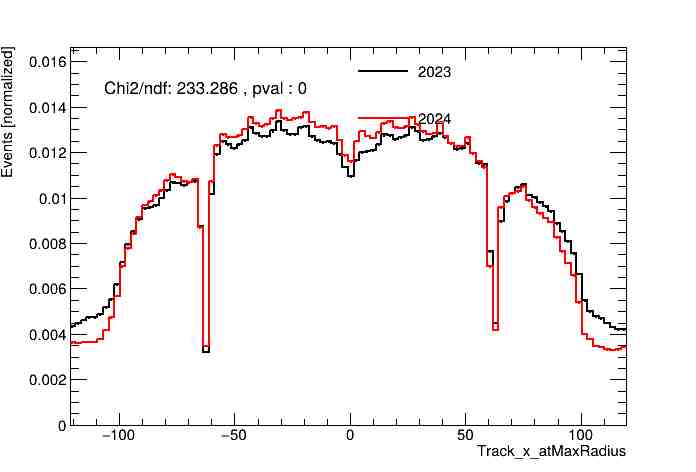 Events [normalized]
0.016
0.014
0.012
0.01
0.008
0.006
0.004
0.002
0
Chi2/ndf: 233.286 , pval : 0
2023
2024
−100 −50 0 50 100
Track_x_atMaxRadius